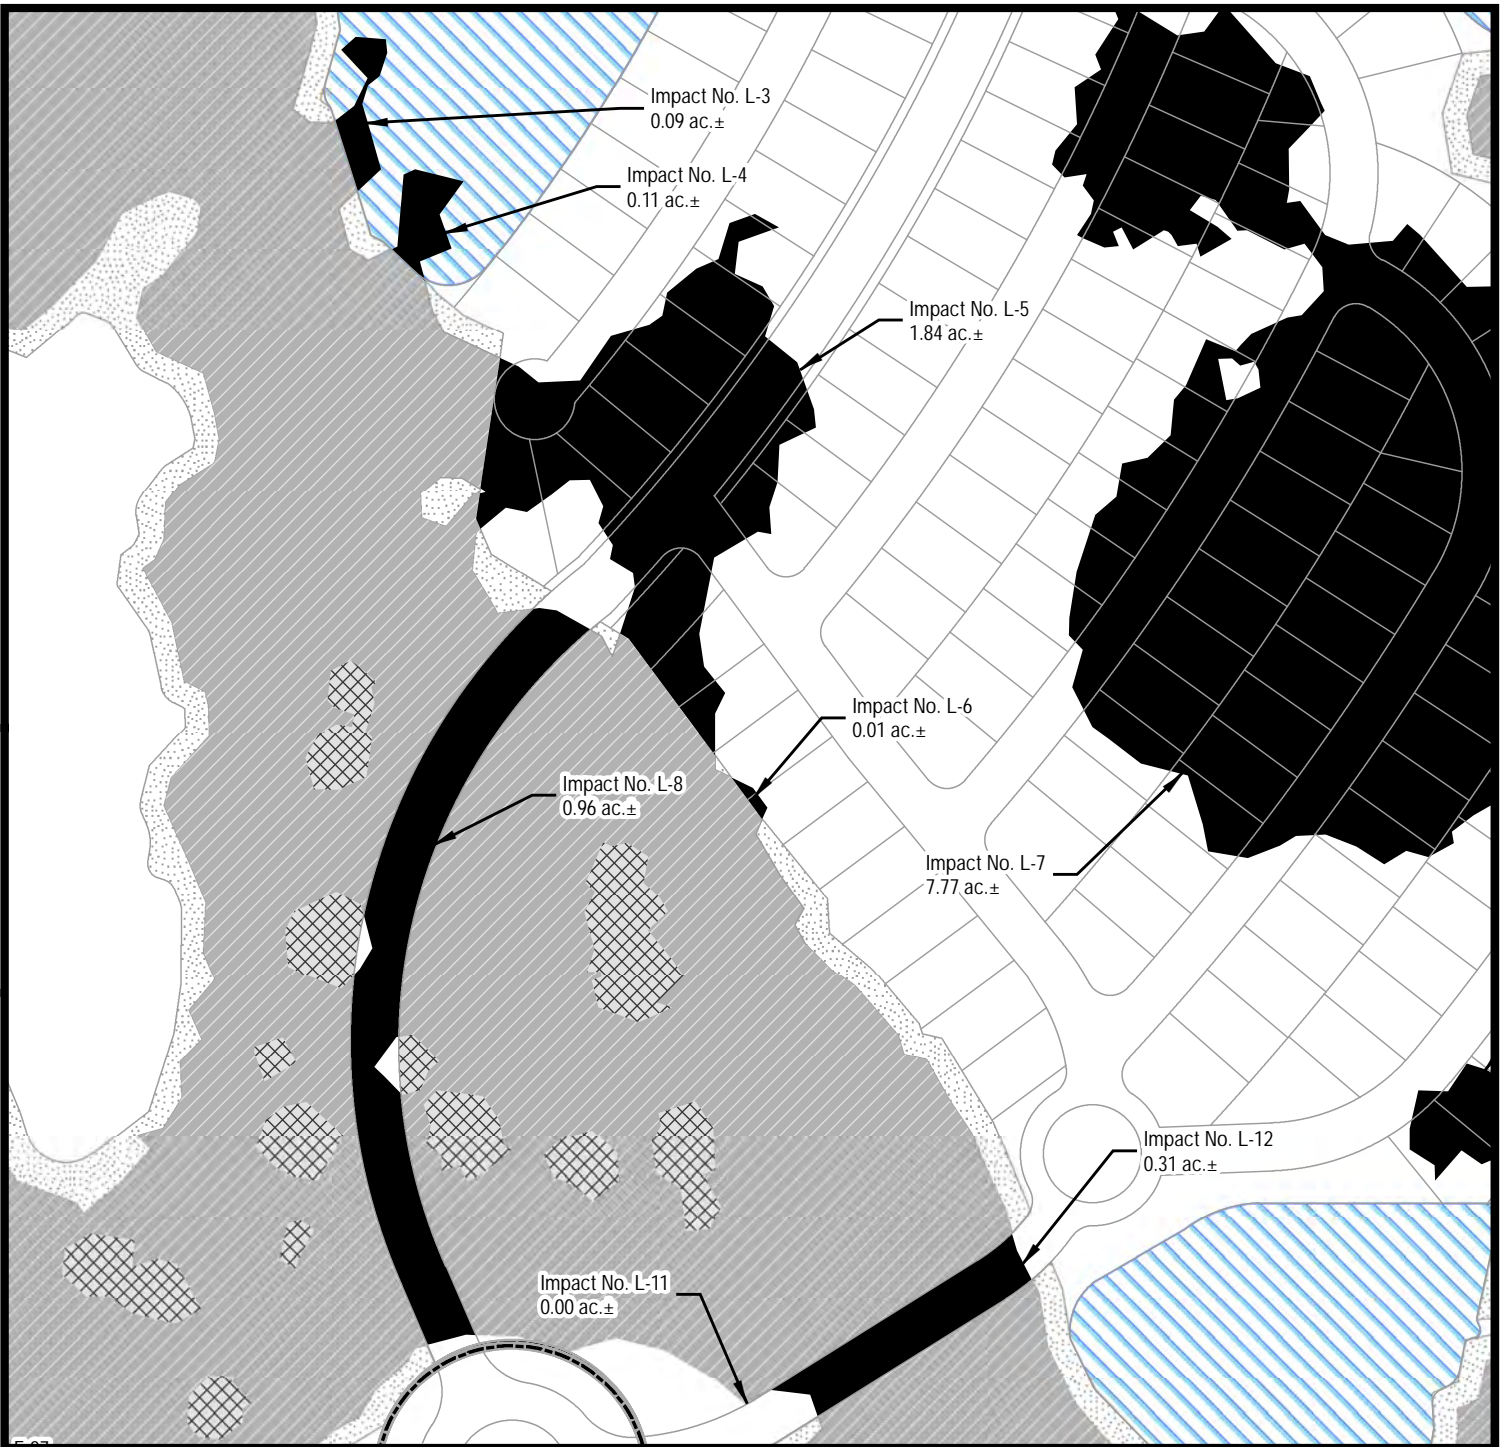 Impact No. L-3
0.09 ac.±
Impact No. L-4
0.11 ac.±
Impact No. L-5
1.84 ac.±
Impact No. L-6
0.01 ac.±
Impact No. L-8
0.96 ac.±
Impact No. L-7
7.77 ac.±
Impact No. L-12
0.31 ac.±
Impact No. L-11
0.00 ac.±